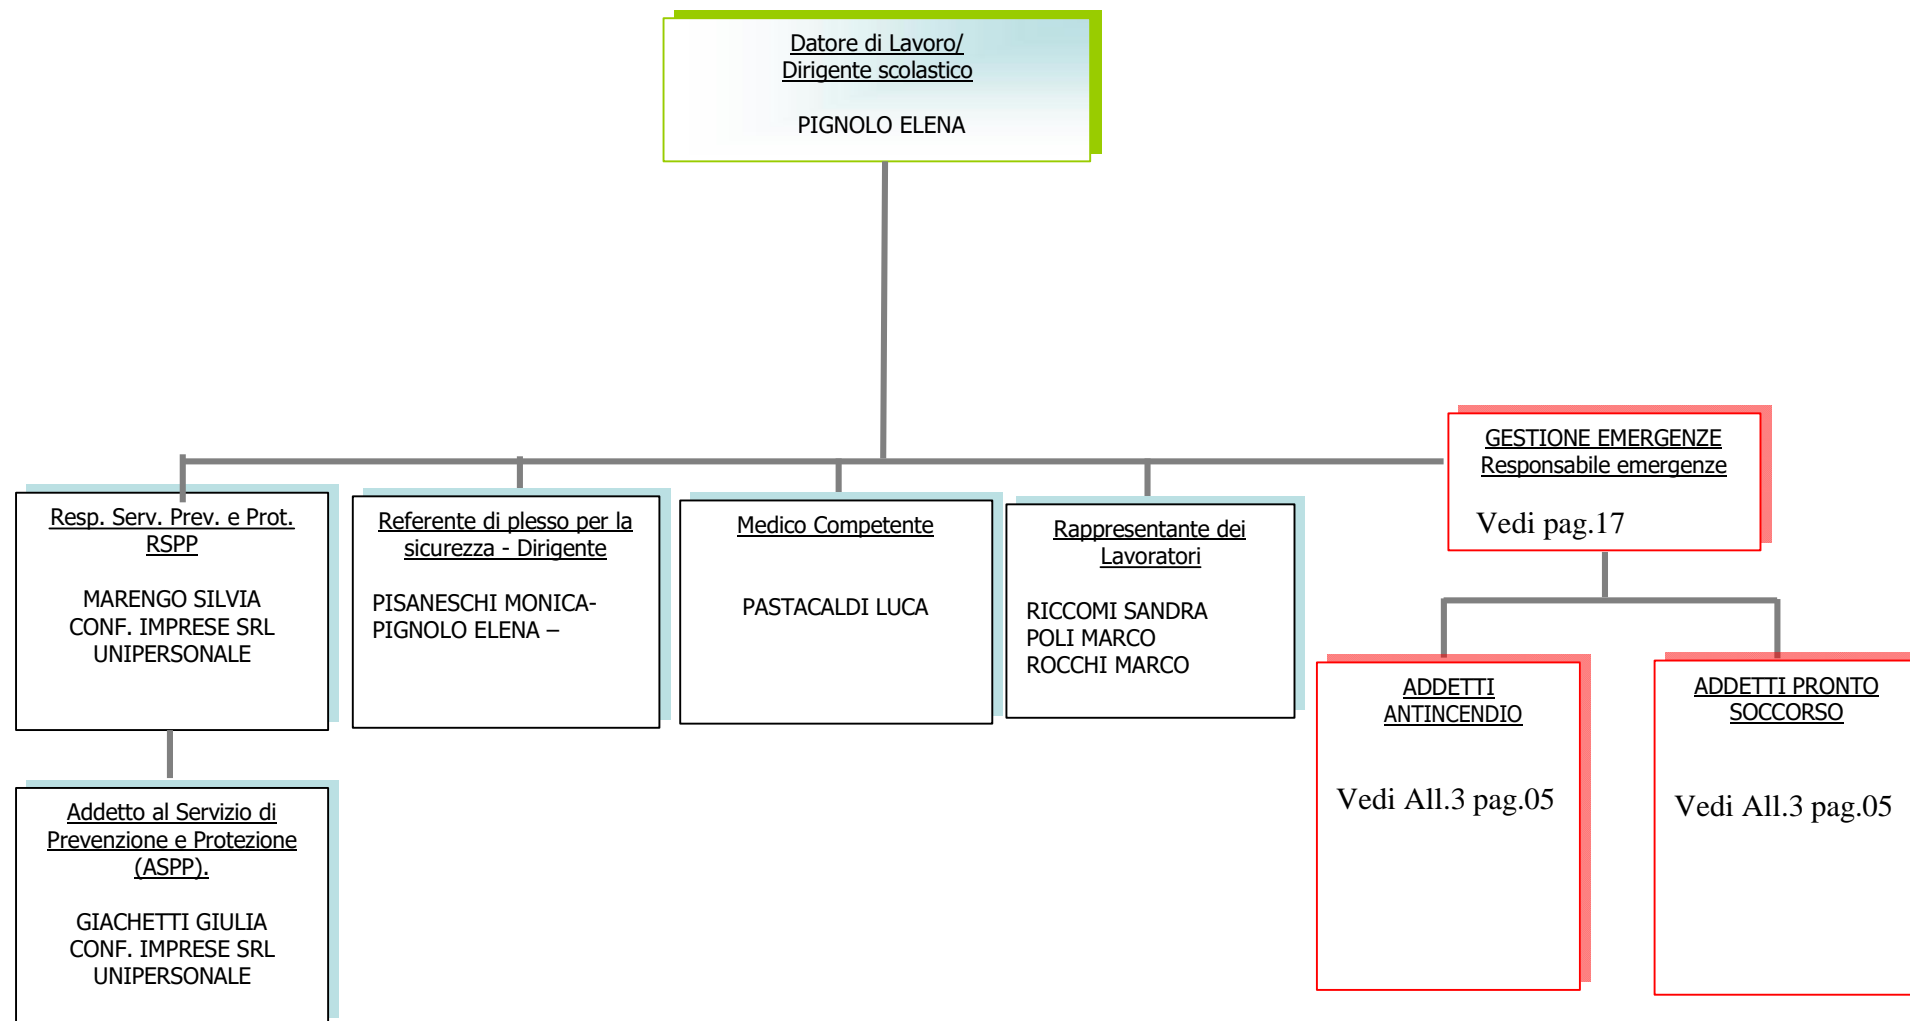 Datore di Lavoro/
Dirigente scolastico
PIGNOLO ELENA
Resp. Serv. Prev. e Prot.
RSPP
MARENGO SILVIA
CONF. IMPRESE SRL
UNIPERSONALE
Referente di plesso per la
sicurezza - Dirigente
PISANESCHI MONICA-
PIGNOLO ELENA –
Medico Competente
PASTACALDI LUCA
Rappresentante dei
Lavoratori
RICCOMI SANDRA
POLI MARCO
ROCCHI MARCO
GESTIONE EMERGENZE
Responsabile emergenze
Vedi pag.17
Addetto al Servizio di
Prevenzione e Protezione
(ASPP).
GIACHETTI GIULIA
CONF. IMPRESE SRL
UNIPERSONALE
ADDETTI
ANTINCENDIO
Vedi All.3 pag.05
ADDETTI PRONTO
SOCCORSO
Vedi All.3 pag.05